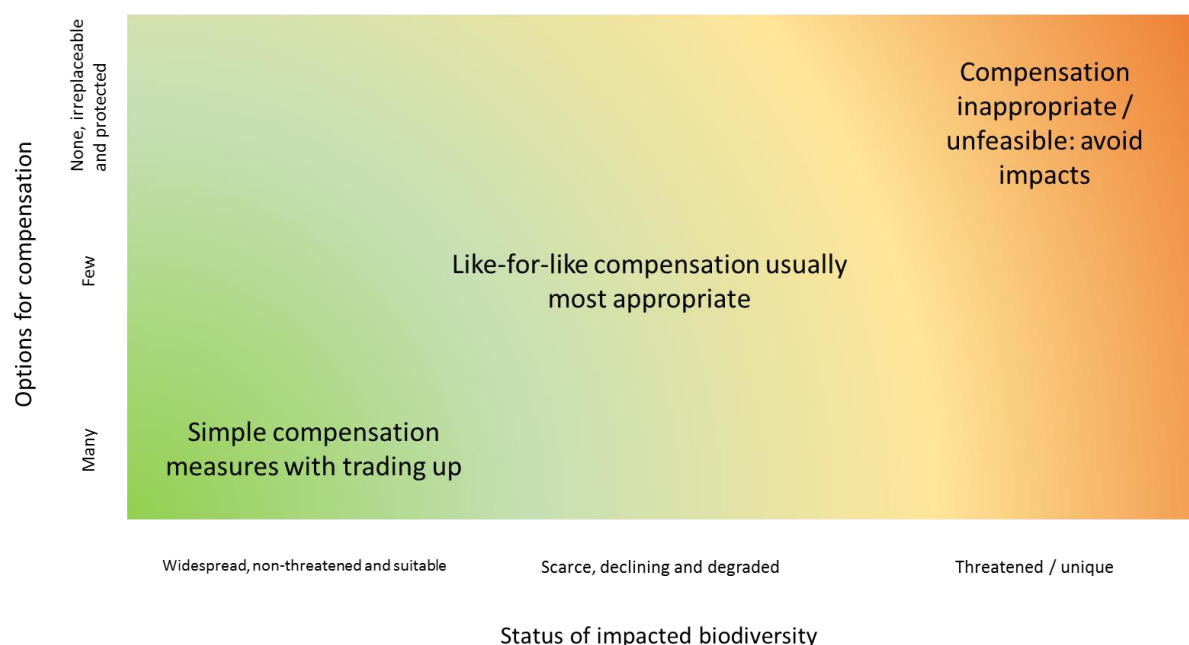 None, irreplaceable
and protected
Compensation
inappropriate /
unfeasible: avoid
impacts
Options for compensation
Few
Like-for-like compensation usually
most appropriate
Many
Simple compensation
measures with trading up
Widespread, non-threatened and suitable
Scarce, declining and degraded
Threatened / unique
Status of impacted biodiversity